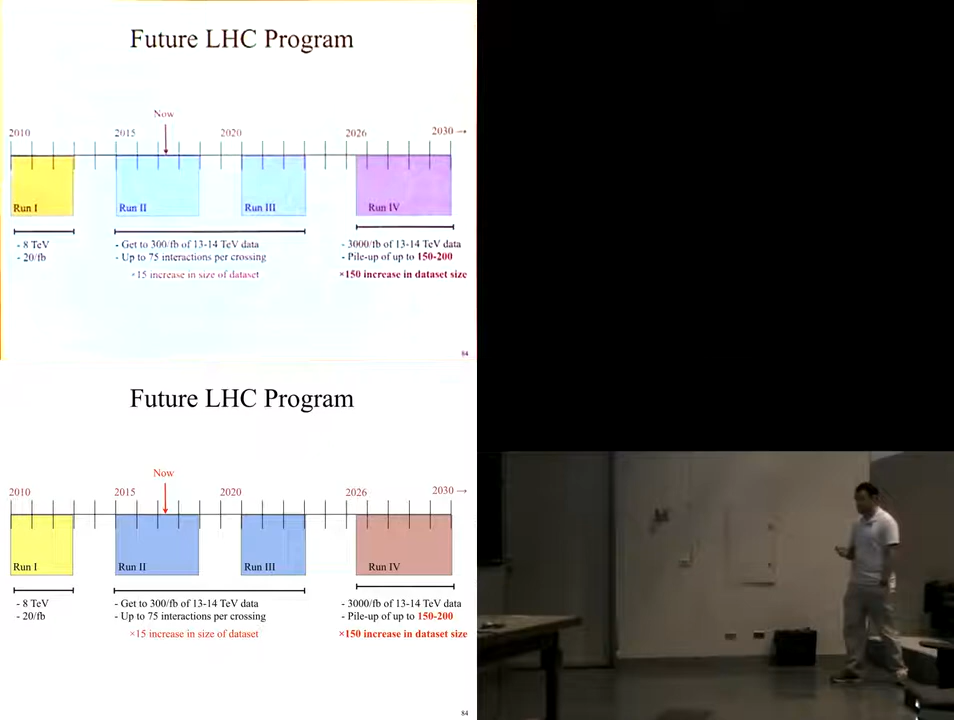 Future LHC Program
Now
2010 2015 2020 2026 2030 →
Run I Run II Run III Run IV
- 8 TeV
- 20/fb
- Get to 300/fb of 13-14 TeV data
- Up to 75 interactions per crossing
×15 increase in size of dataset
- 3000/fb of 13-14 TeV data
- Pile-up of up to 150-200
×150 increase in dataset size
84
Future LHC Program
Now
2010 2015 2020 2026 2030 →
Run I Run II Run III Run IV
- 8 TeV
- 20/fb
- Get to 300/fb of 13-14 TeV data
- Up to 75 interactions per crossing
×15 increase in size of dataset
- 3000/fb of 13-14 TeV data
- Pile-up of up to 150-200
×150 increase in dataset size
84